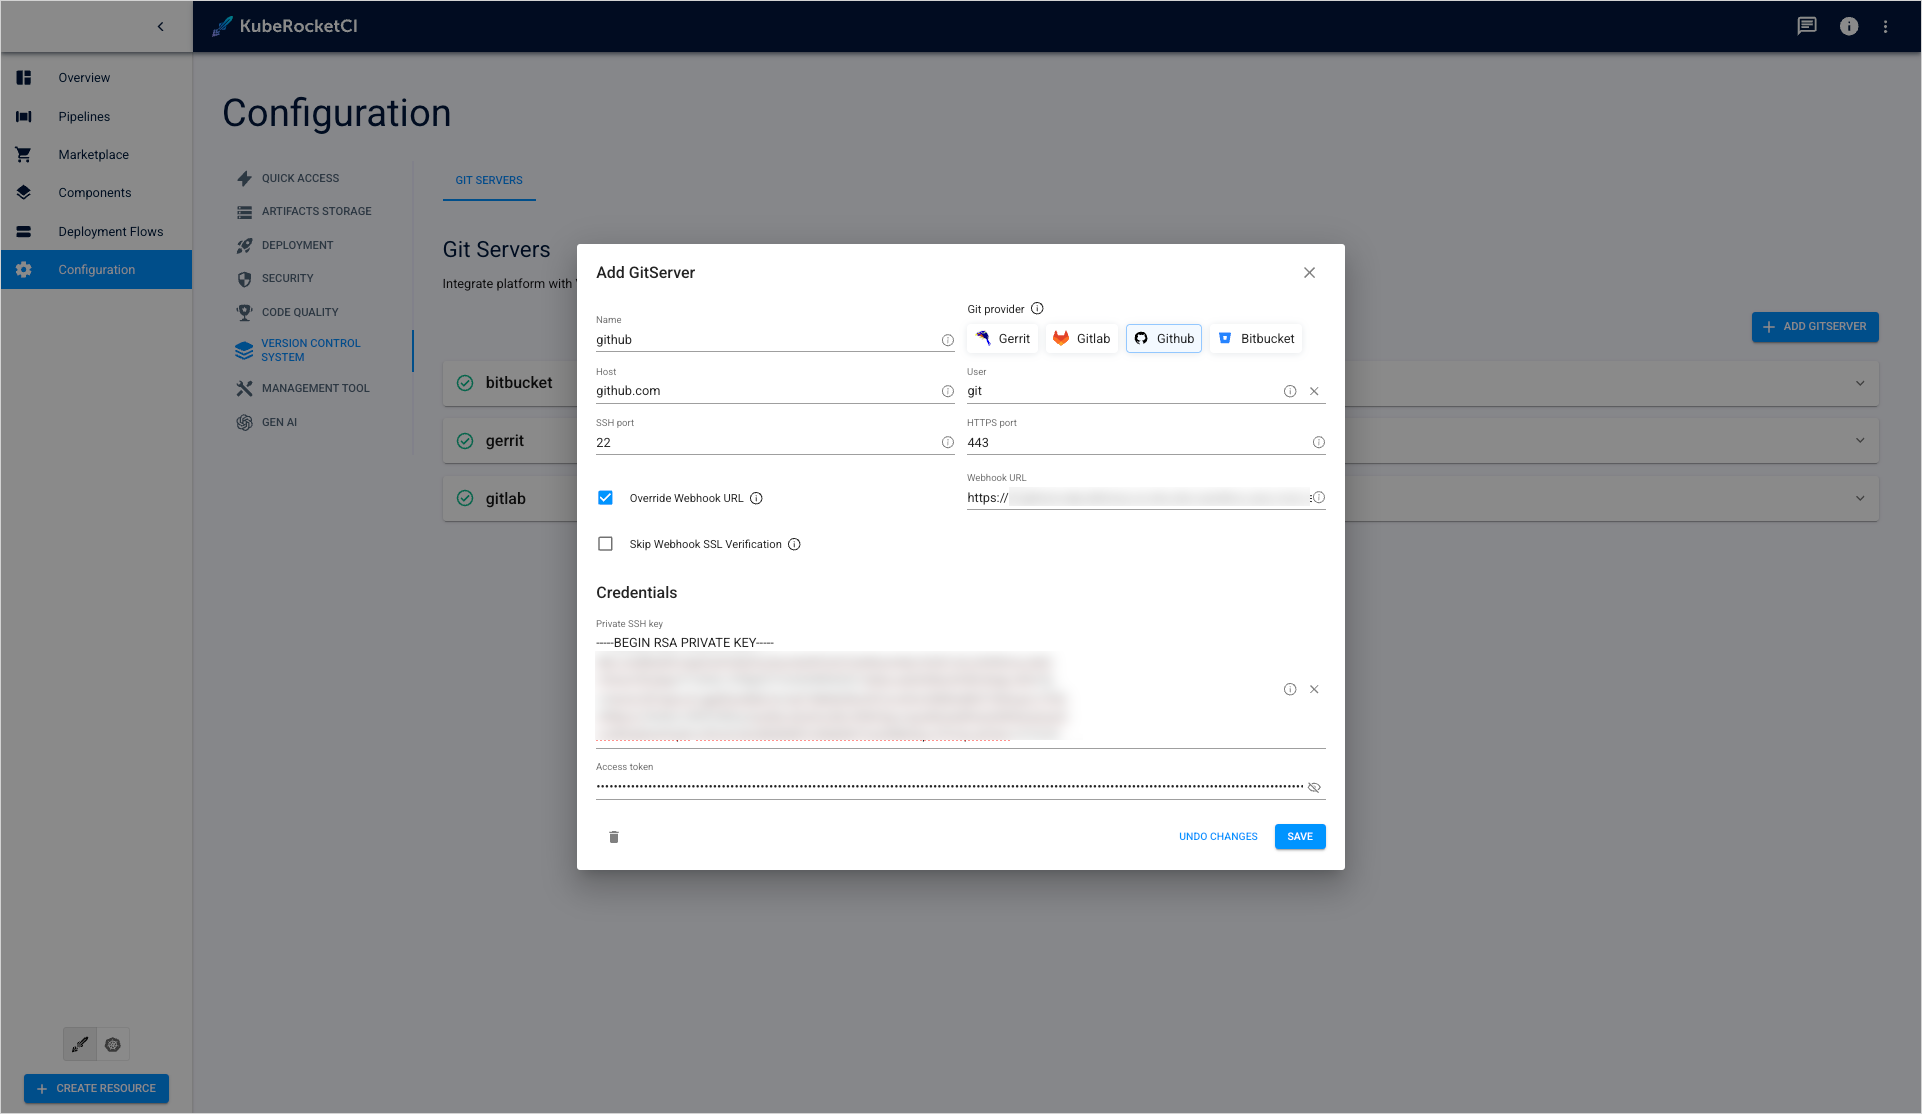 KubeRocketCI
Overview
Pipelines
Marketplace
Components
Deployment Flows
Configuration
CREATE RESOURCE
Configuration
QUICK ACCESS
ARTIFACTS STORAGE
DEPLOYMENT
SECURITY
CODE QUALITY
VERSION CONTROL
SYSTEM
MANAGEMENT TOOL
GEN AI
GIT SERVERS
Git Servers
Integrate platform with
ADD GITSERVER
bitbucket
gerrit
gitlab
Add GitServer
Name
github
Git provider
Gerrit
Gitlab
Github
Bitbucket
Host
github.com
User
git
SSH port
22
HTTPS port
443
Override Webhook URL
Webhook URL
https://
Skip Webhook SSL Verification
Credentials
Private SSH key
-----BEGIN RSA PRIVATE KEY-----
Access token
UNDO CHANGES
SAVE